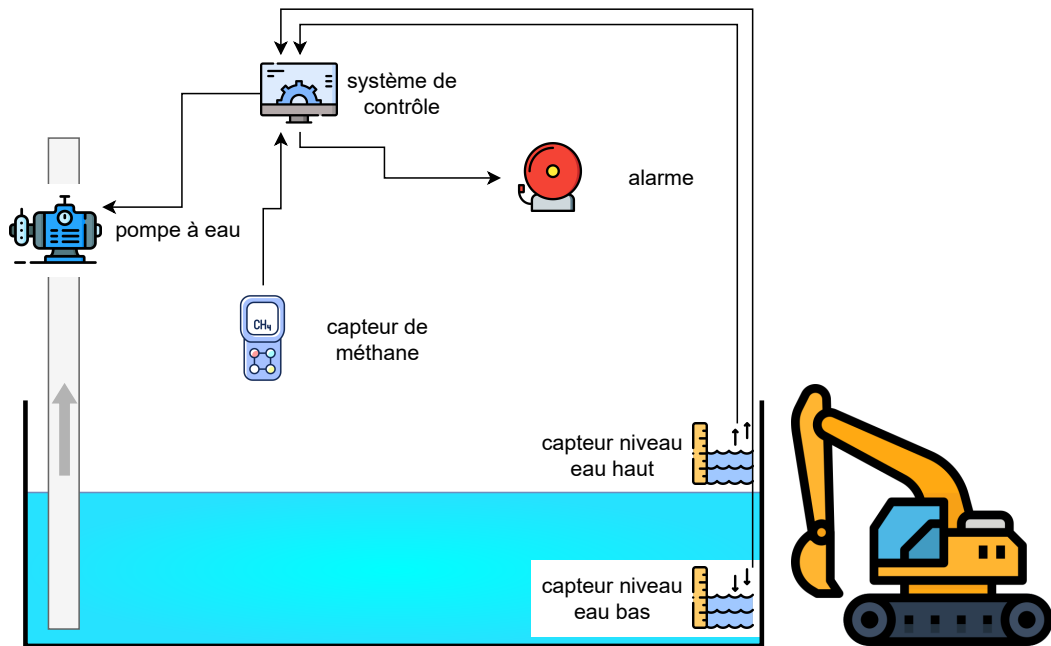 système de
contrôle
alarme
pompe à eau
CH₄
capteur de
méthane
capteur niveau
eau haut
capteur niveau
eau bas